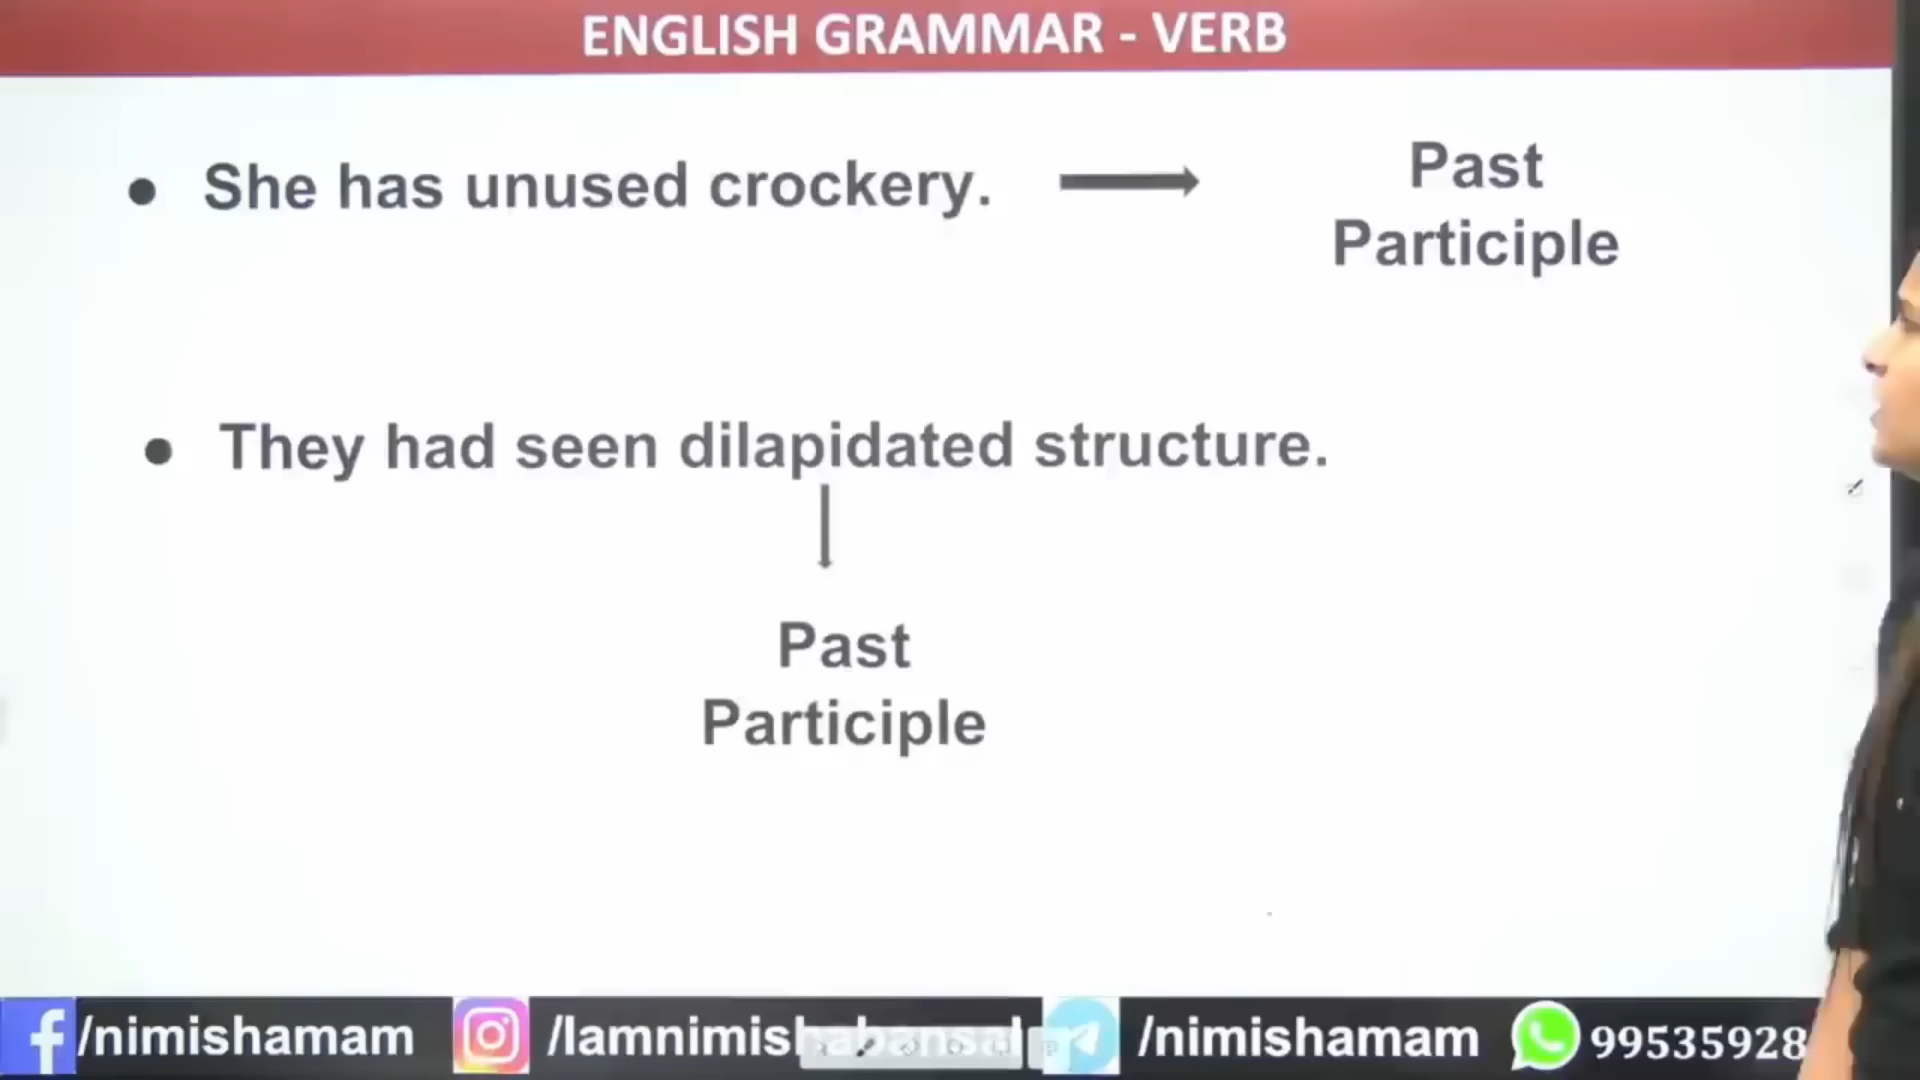 ENGLISH GRAMMAR - VERB
• She has unused crockery.
Past
Participle
• They had seen dilapidated structure.
Past
Participle
/nimishamam
/Iamnimishabansal
/nimishamam
99535928